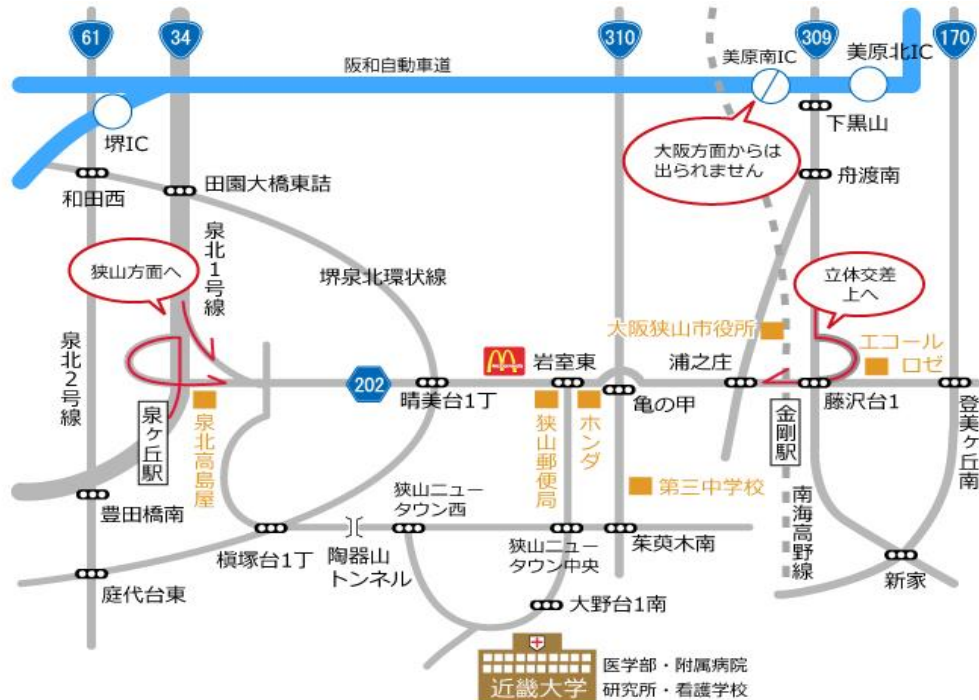 61
34
310
309
170
美原南IC
美原北IC
阪和自動車道
堺IC
下黒山
大阪方面からは
出られません
舟渡南
和田西
田園大橋東詰
泉北1号線
狭山方面へ
堺泉北環状線
立体交差
上へ
大阪狭山市役所
エコール
ロゼ
泉北2号線
岩室東
浦之庄
202
晴美台1丁
亀の甲
藤沢台1
登美ヶ丘南
泉ヶ丘駅
泉北高島屋
狭山郵便局
ホンダ
金剛駅
第三中学校
南海高野線
豊田橋南
狭山ニュー
タウン西
槇塚台1丁
陶器山
トンネル
狭山ニュー
タウン中央
茱萸木南
新家
庭代台東
大野台1南
近畿大学
医学部・附属病院
研究所・看護学校